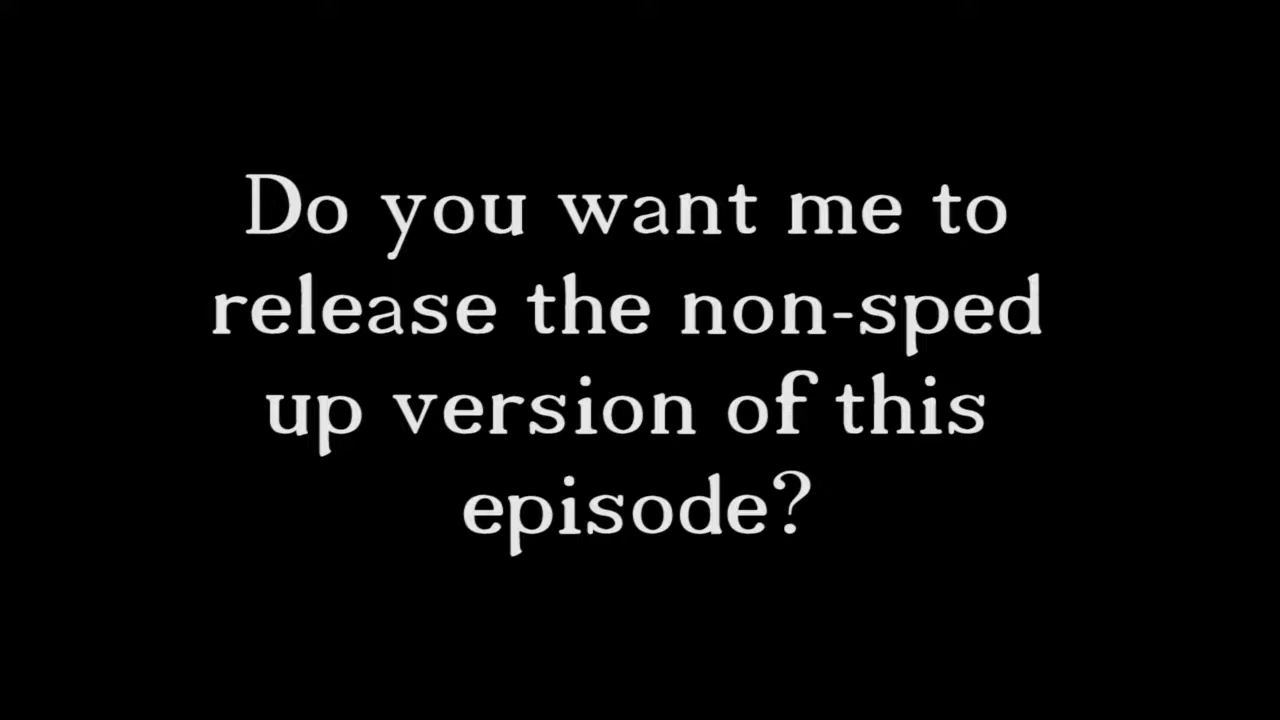 Do you want me to
release the non-sped
up version of this
episode?